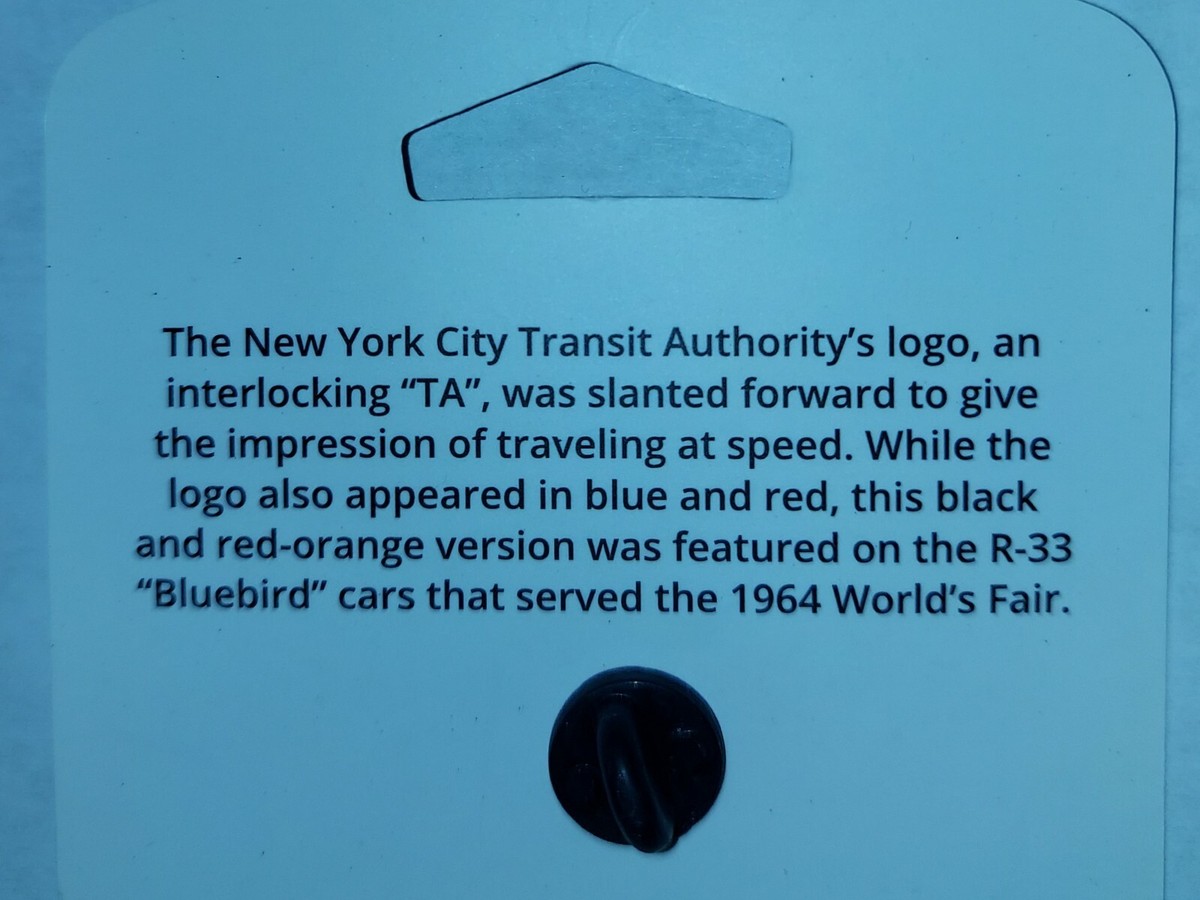 The New York City Transit Authority’s logo, an
interlocking “TA”, was slanted forward to give
the impression of traveling at speed. While the
logo also appeared in blue and red, this black
and red-orange version was featured on the R-33
“Bluebird” cars that served the 1964 World’s Fair.